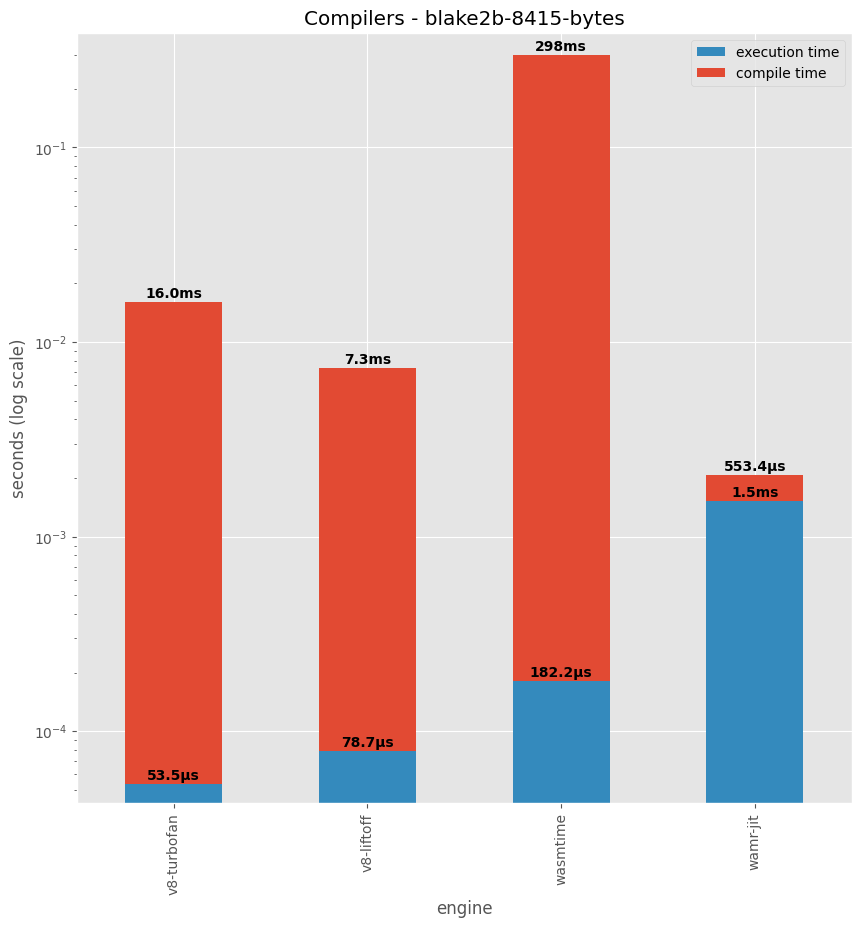 Compilers - blake2b-8415-bytes
298ms
execution time
compile time
10⁻¹
16.0ms
10⁻²
7.3ms
553.4µs
1.5ms
10⁻³
182.2µs
10⁻⁴
78.7µs
53.5µs
seconds (log scale)
v8-turbofan
v8-liftoff
wasmtime
wamr-jit
engine